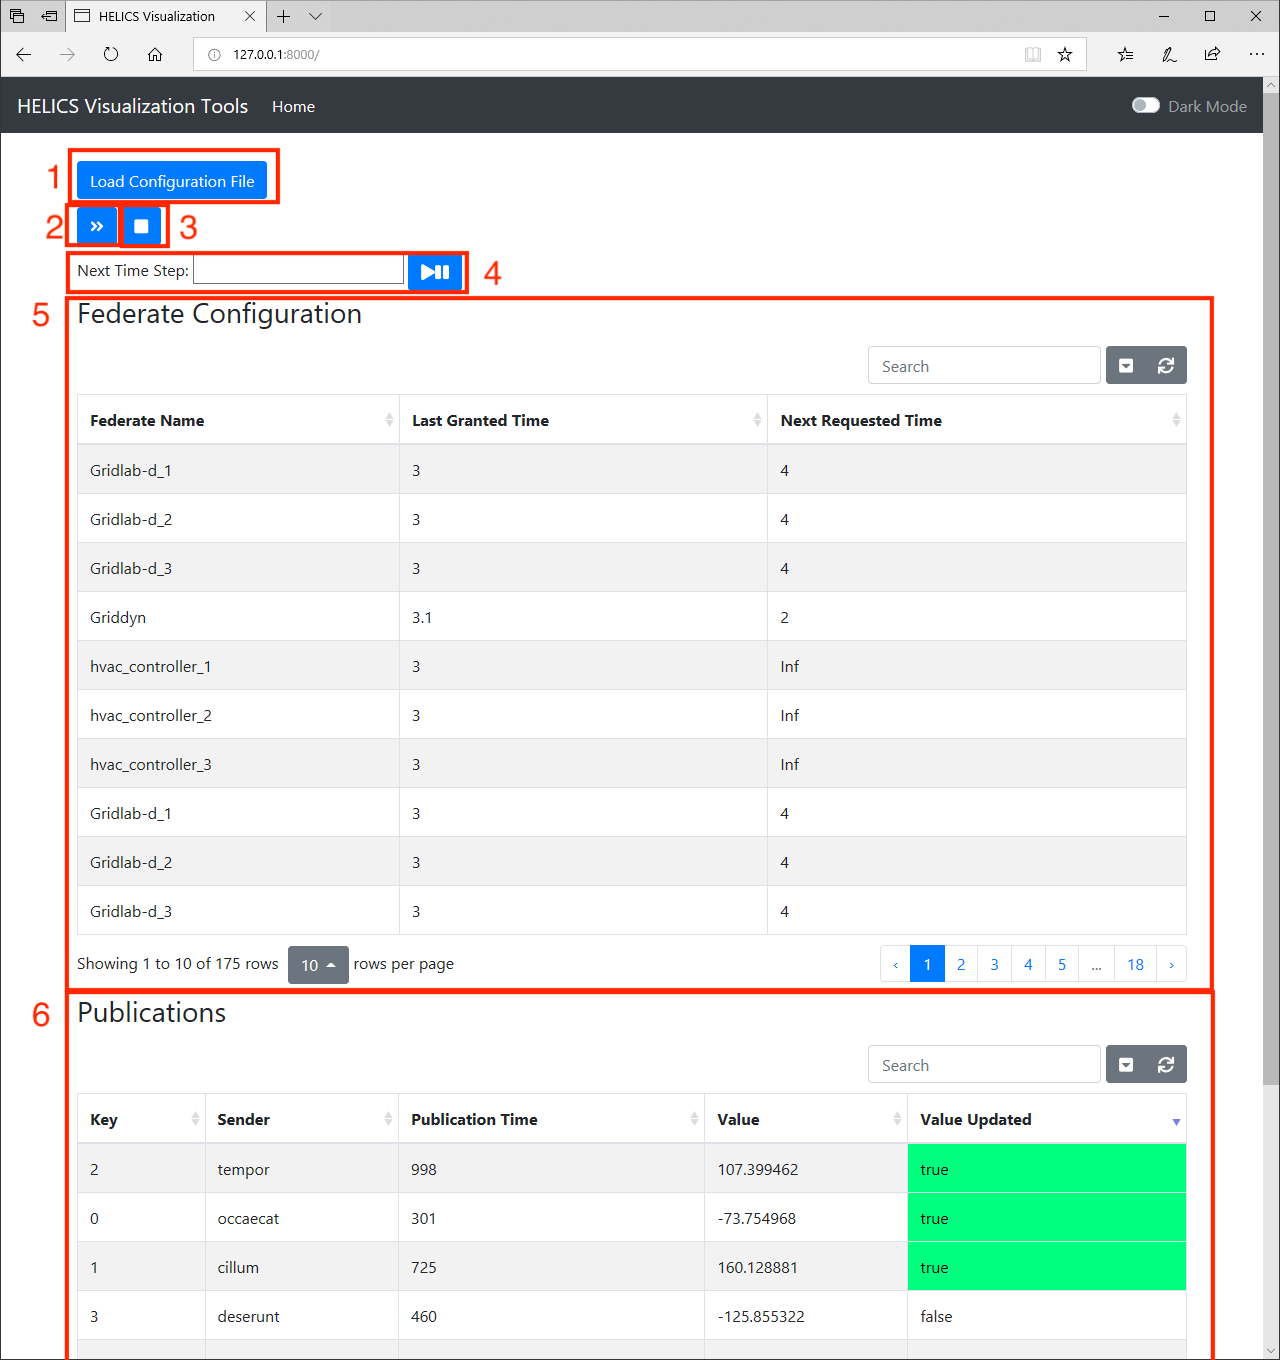 HELICS Visualization
127.0.0.1:8000/
HELICS Visualization Tools Home Dark Mode
1 Load Configuration File
2 3
Next Time Step: 4
5 Federate Configuration
Search
Federate Name Last Granted Time Next Requested Time
Gridlab-d_1 3 4
Gridlab-d_2 3 4
Gridlab-d_3 3 4
Griddyn 3.1 2
hvac_controller_1 3 Inf
hvac_controller_2 3 Inf
hvac_controller_3 3 Inf
Gridlab-d_1 3 4
Gridlab-d_2 3 4
Gridlab-d_3 3 4
Showing 1 to 10 of 175 rows 10 rows per page ‹ 1 2 3 4 5 ... 18 ›
6 Publications
Search
Key Sender Publication Time Value Value Updated
2 tempor 998 107.399462 true
0 occaecat 301 -73.754968 true
1 cillum 725 160.128881 true
3 deserunt 460 -125.855322 false